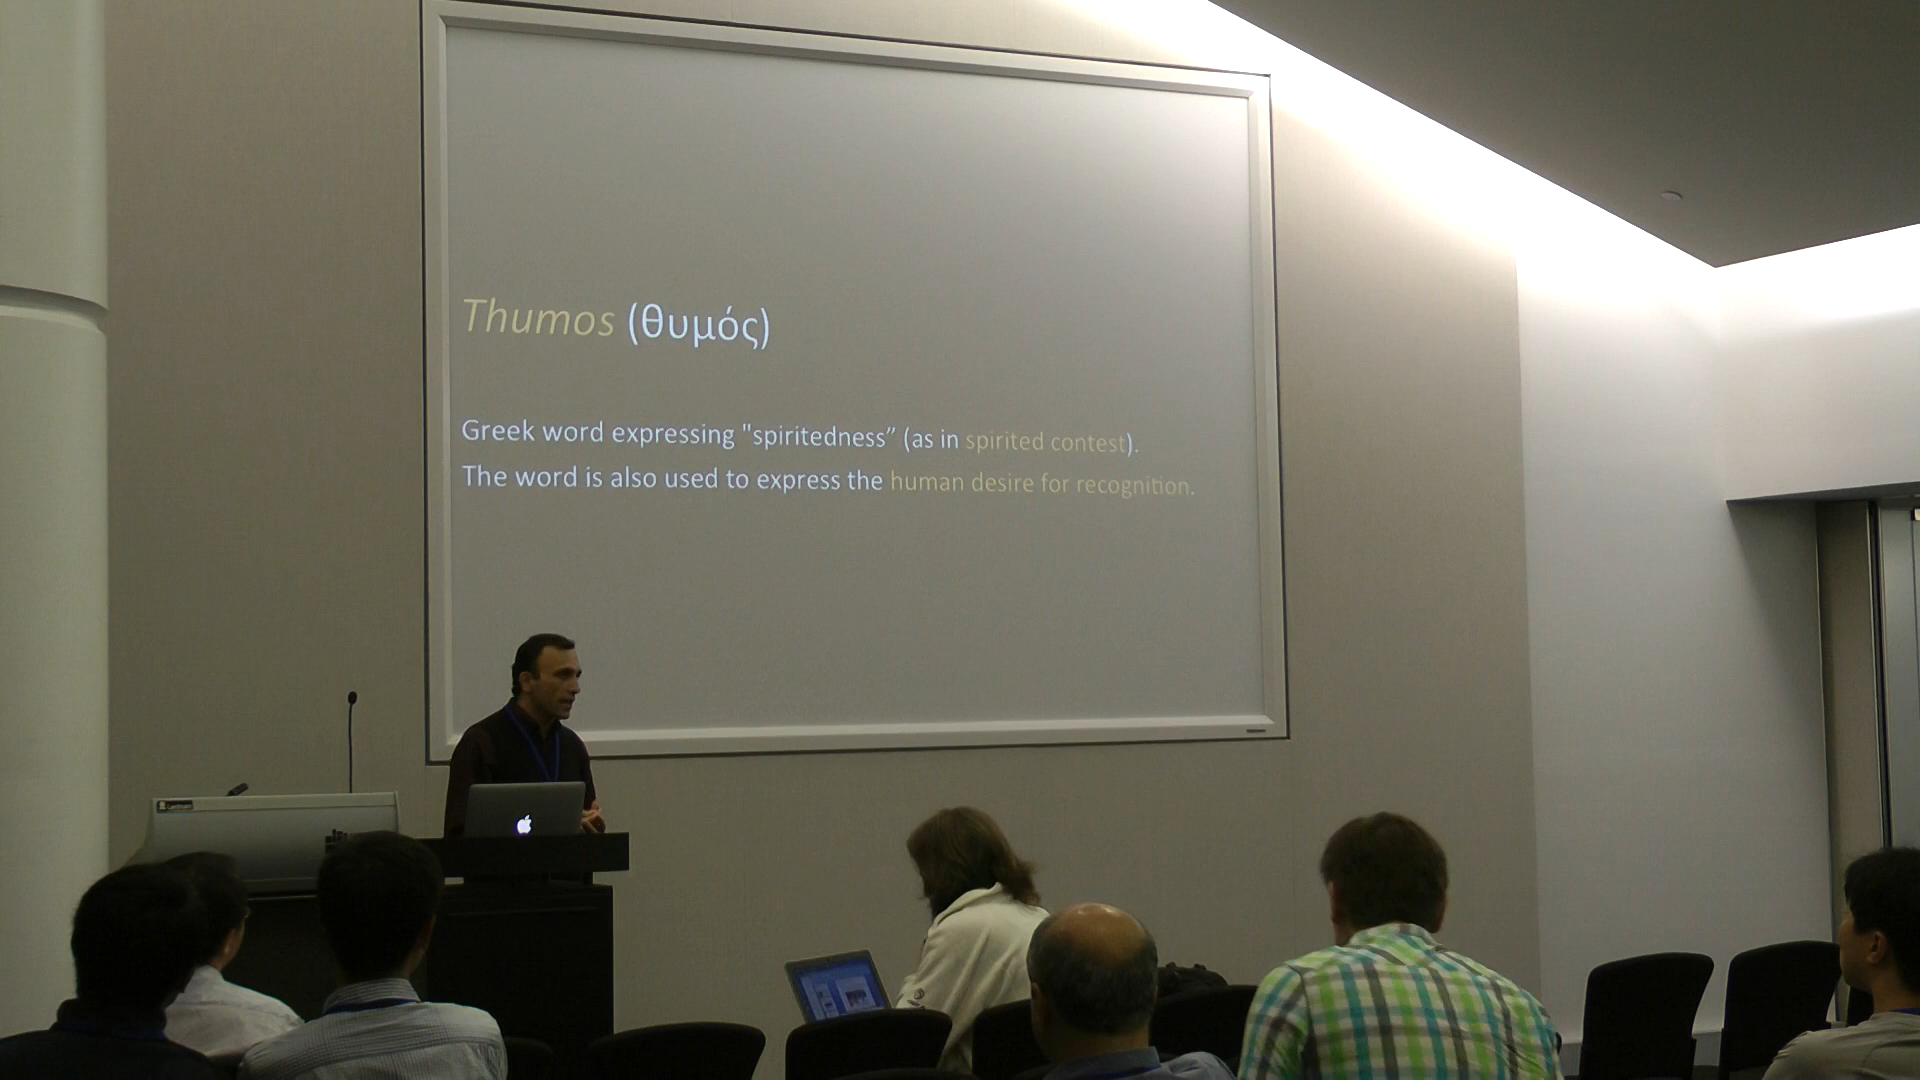 Thumos (θυμός)
Greek word expressing "spiritedness” (as in spirited contest).
The word is also used to express the human desire for recognition.